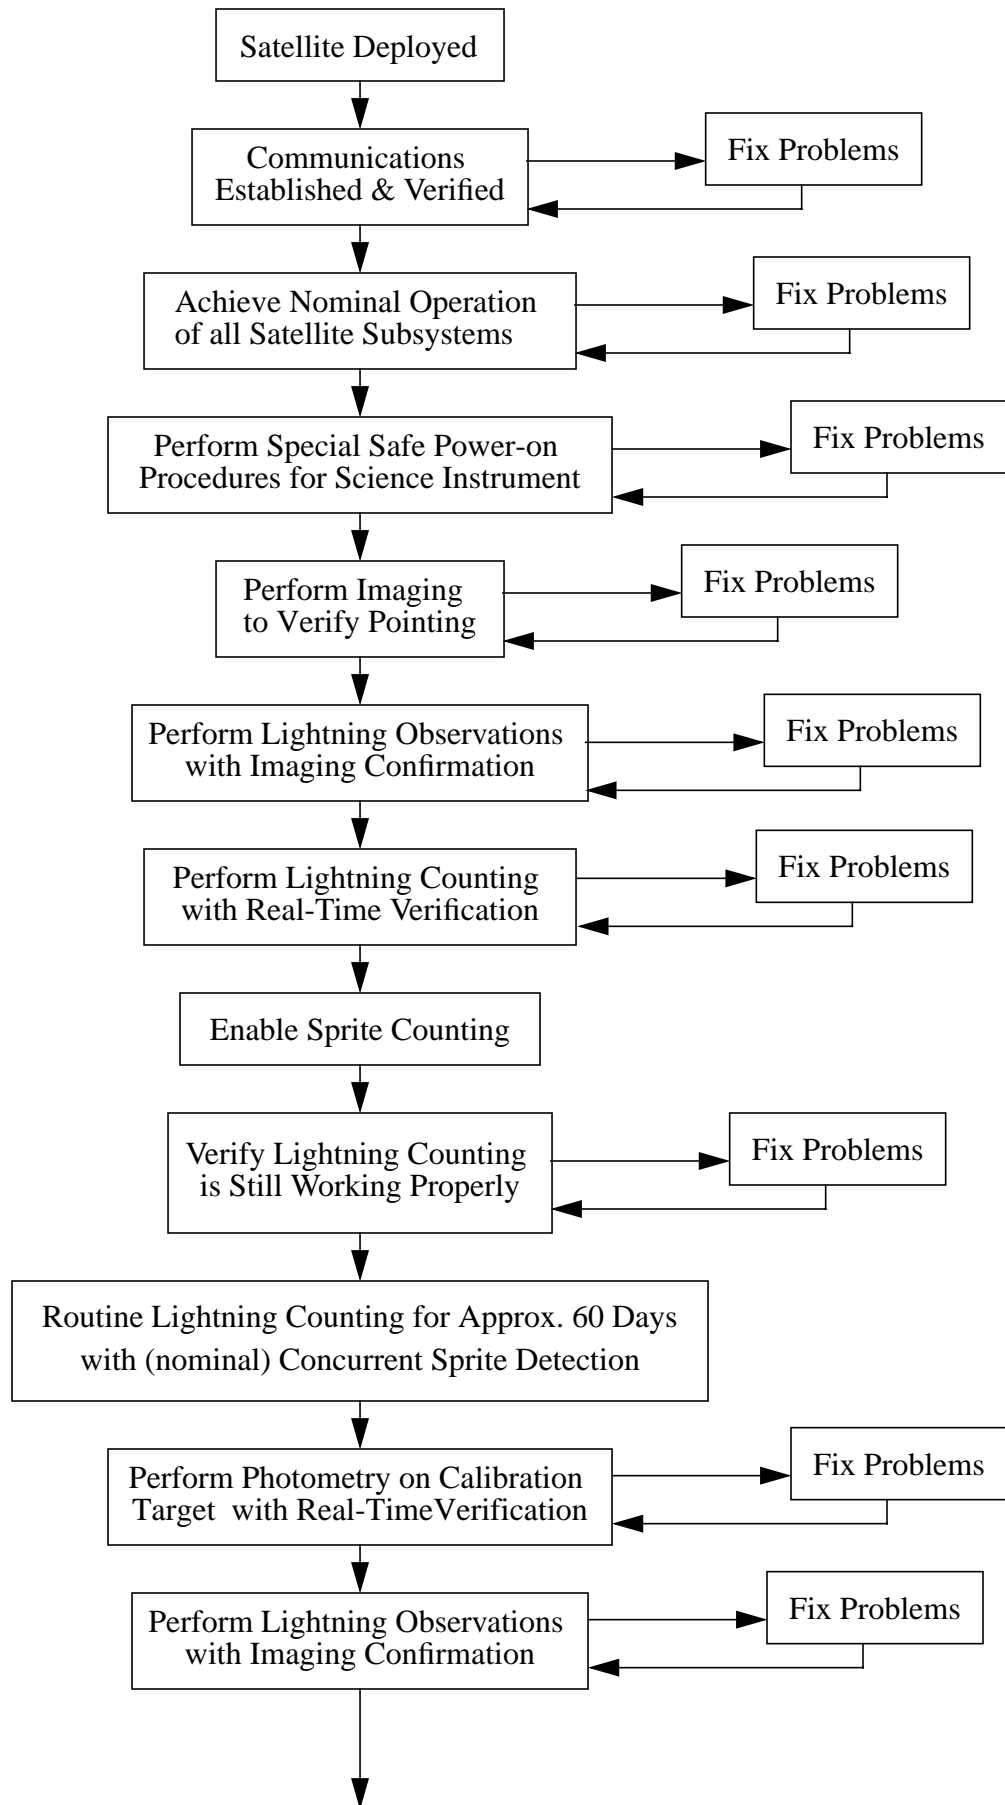 Satellite Deployed
Communications
Established & Verified
Fix Problems
Achieve Nominal Operation
of all Satellite Subsystems
Fix Problems
Perform Special Safe Power-on
Procedures for Science Instrument
Fix Problems
Perform Imaging
to Verify Pointing
Fix Problems
Perform Lightning Observations
with Imaging Confirmation
Fix Problems
Perform Lightning Counting
with Real-Time Verification
Fix Problems
Enable Sprite Counting
Verify Lightning Counting
is Still Working Properly
Fix Problems
Routine Lightning Counting for Approx. 60 Days
with (nominal) Concurrent Sprite Detection
Perform Photometry on Calibration
Target with Real-TimeVerification
Fix Problems
Perform Lightning Observations
with Imaging Confirmation
Fix Problems